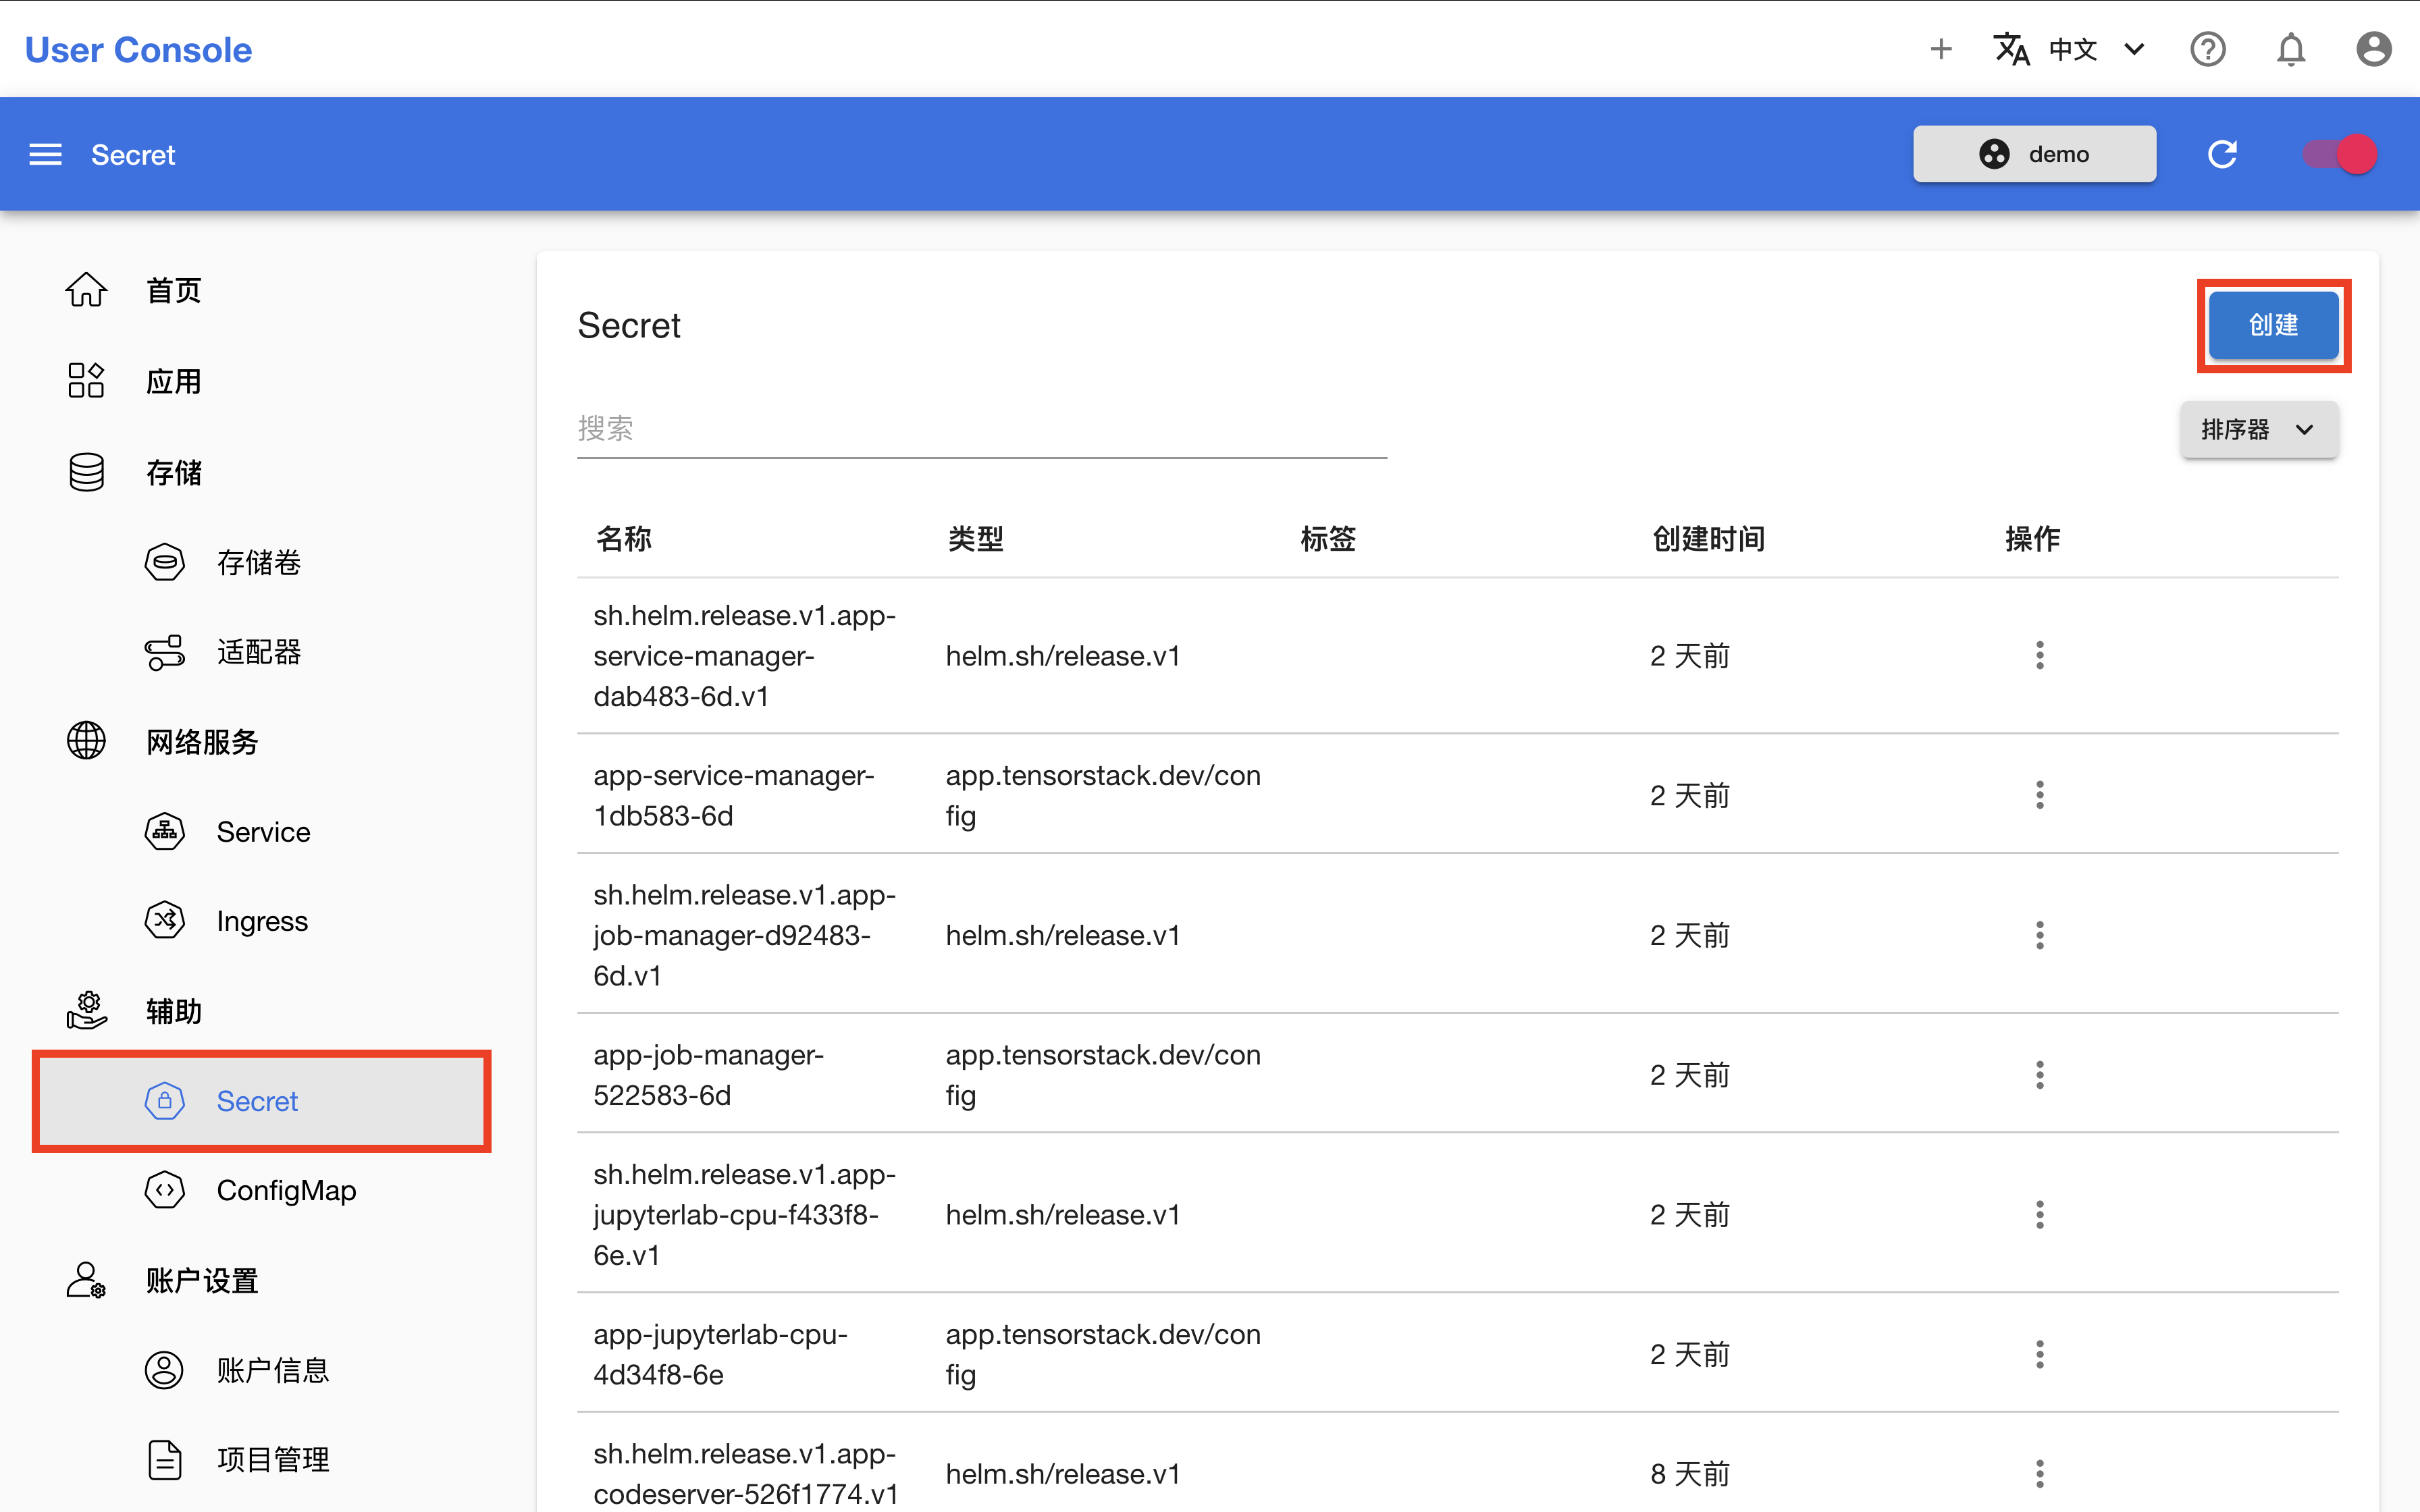 User Console
中文
Secret
demo
首页
应用
存储
存储卷
适配器
网络服务
Service
Ingress
辅助
Secret
ConfigMap
账户设置
账户信息
项目管理
Secret
创建
搜索
排序器
名称
类型
标签
创建时间
操作
sh.helm.release.v1.app-
service-manager-
dab483-6d.v1
helm.sh/release.v1
2 天前
app-service-manager-
1db583-6d
app.tensorstack.dev/con
fig
2 天前
sh.helm.release.v1.app-
job-manager-d92483-
6d.v1
helm.sh/release.v1
2 天前
app-job-manager-
522583-6d
app.tensorstack.dev/con
fig
2 天前
sh.helm.release.v1.app-
jupyterlab-cpu-f433f8-
6e.v1
helm.sh/release.v1
2 天前
app-jupyterlab-cpu-
4d34f8-6e
app.tensorstack.dev/con
fig
2 天前
sh.helm.release.v1.app-
codeserver-526f1774.v1
helm.sh/release.v1
8 天前